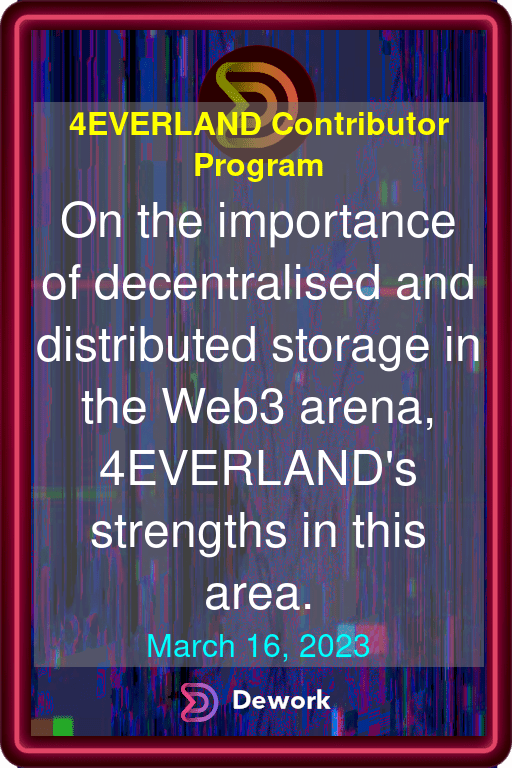 4EVERLAND Contributor
Program
On the importance
of decentralised and
distributed storage in
the Web3 arena,
4EVERLAND's
strengths in this
area.
March 16, 2023
Dework